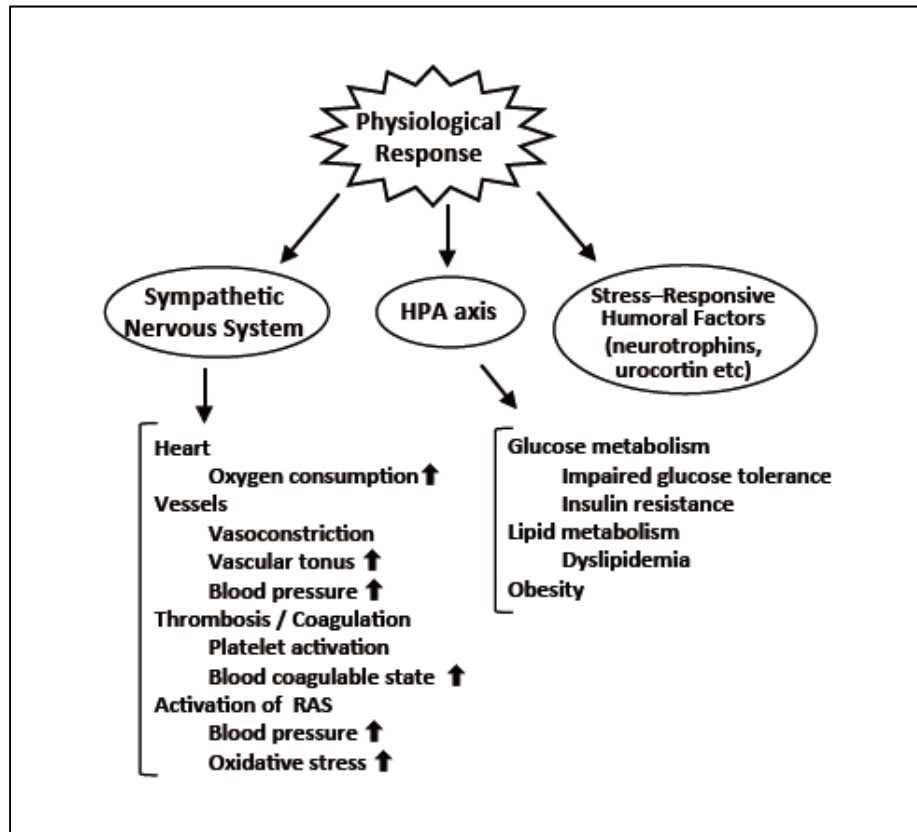 Physiological
Response
Sympathetic
Nervous System
HPA axis
Stress–Responsive
Humoral Factors
(neurotrophins,
urocortin etc)
Heart
Oxygen consumption⬆
Vessels
Vasoconstriction
Vascular tonus ⬆
Blood pressure ⬆
Thrombosis / Coagulation
Platelet activation
Blood coagulable state ⬆
Activation of RAS
Blood pressure ⬆
Oxidative stress ⬆
Glucose metabolism
Impaired glucose tolerance
Insulin resistance
Lipid metabolism
Dyslipidemia
Obesity